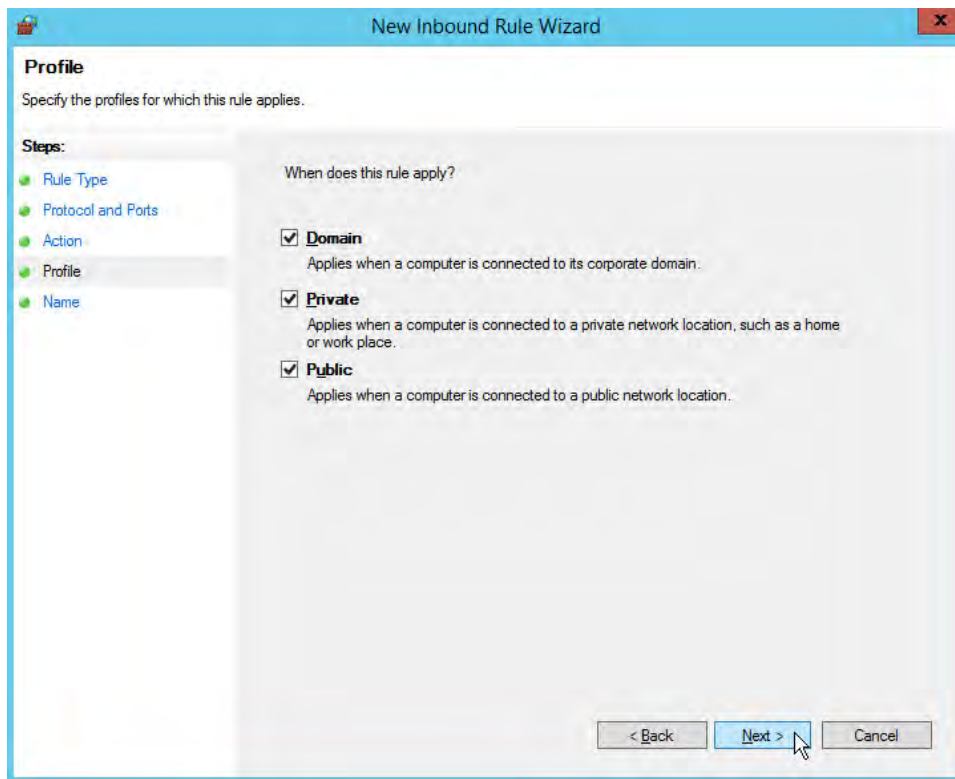 New Inbound Rule Wizard
x
Profile
Specify the profiles for which this rule applies.
Steps:
Rule Type
Protocol and Ports
Action
Profile
Name
When does this rule apply?
Domain
Applies when a computer is connected to its corporate domain.
Private
Applies when a computer is connected to a private network location, such as a home
or work place.
Public
Applies when a computer is connected to a public network location.
< Back
Next >
Cancel